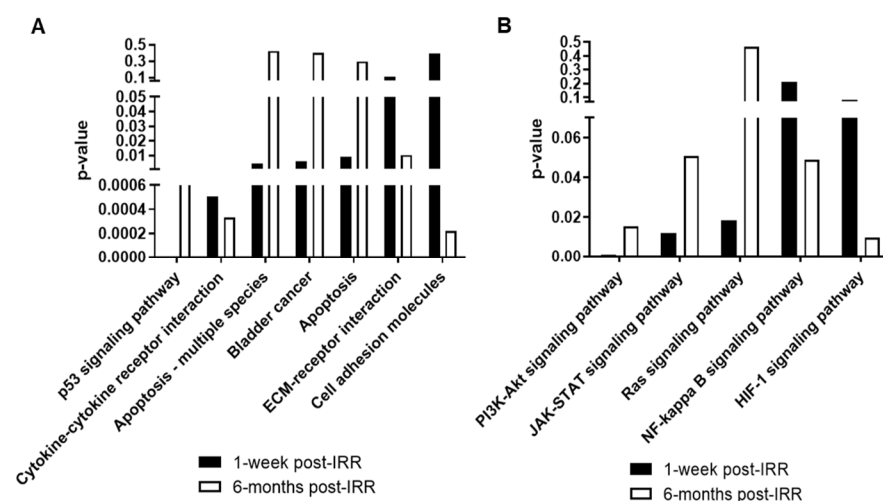 A
p-value
0.5
0.3
0.1
0.05
0.04
0.03
0.02
0.01
0.0006
0.0004
0.0002
0.0000
p53 signaling pathway
Cytokine-cytokine receptor interaction
Apoptosis - multiple species
Bladder cancer
Apoptosis
ECM-receptor interaction
Cell adhesion molecules
1-week post-IRR
6-months post-IRR
B
p-value
0.5
0.4
0.3
0.2
0.1
0.06
0.04
0.02
0.00
PI3K-Akt signaling pathway
JAK-STAT signaling pathway
Ras signaling pathway
NF-kappa B signaling pathway
HIF-1 signaling pathway
1-week post-IRR
6-months post-IRR